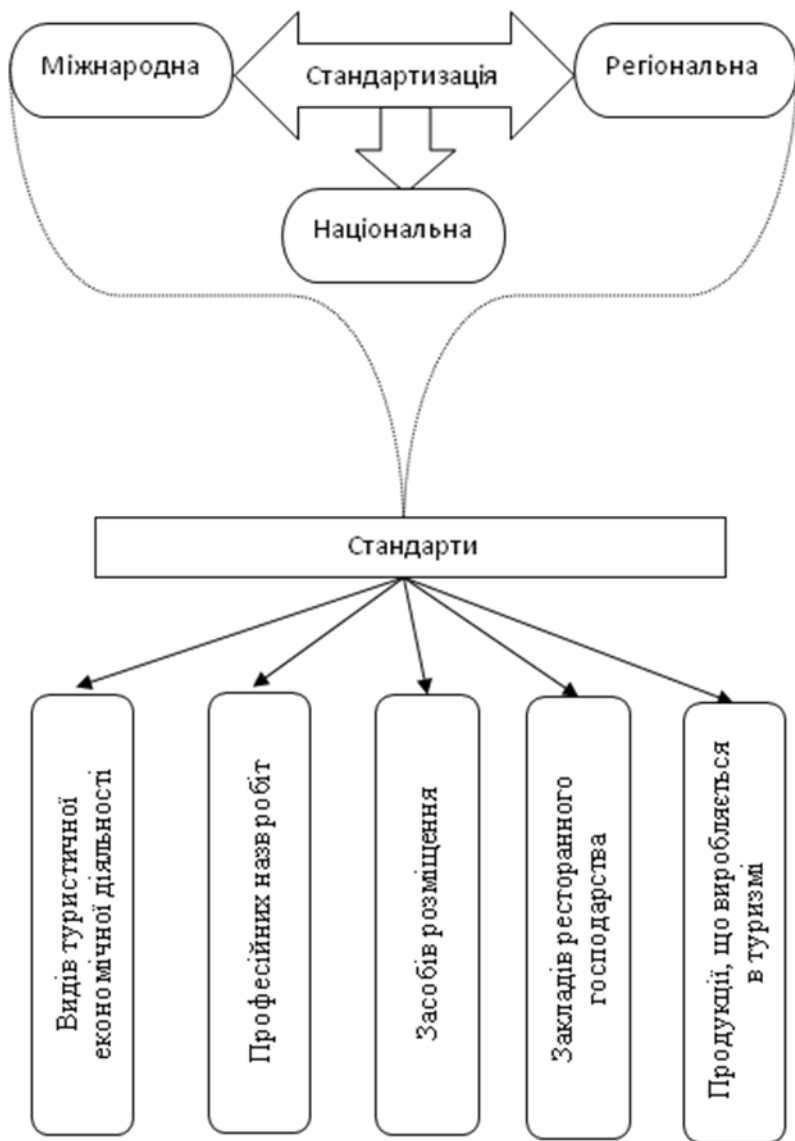 Міжнародна
Стандартизація
Регіональна
Національна
Стандарти
Видів туристичної
економічної діяльності
Професійних назв робіт
Засобів розміщення
Закладів ресторанного
господарства
Продукції, що виробляється
в туризмі